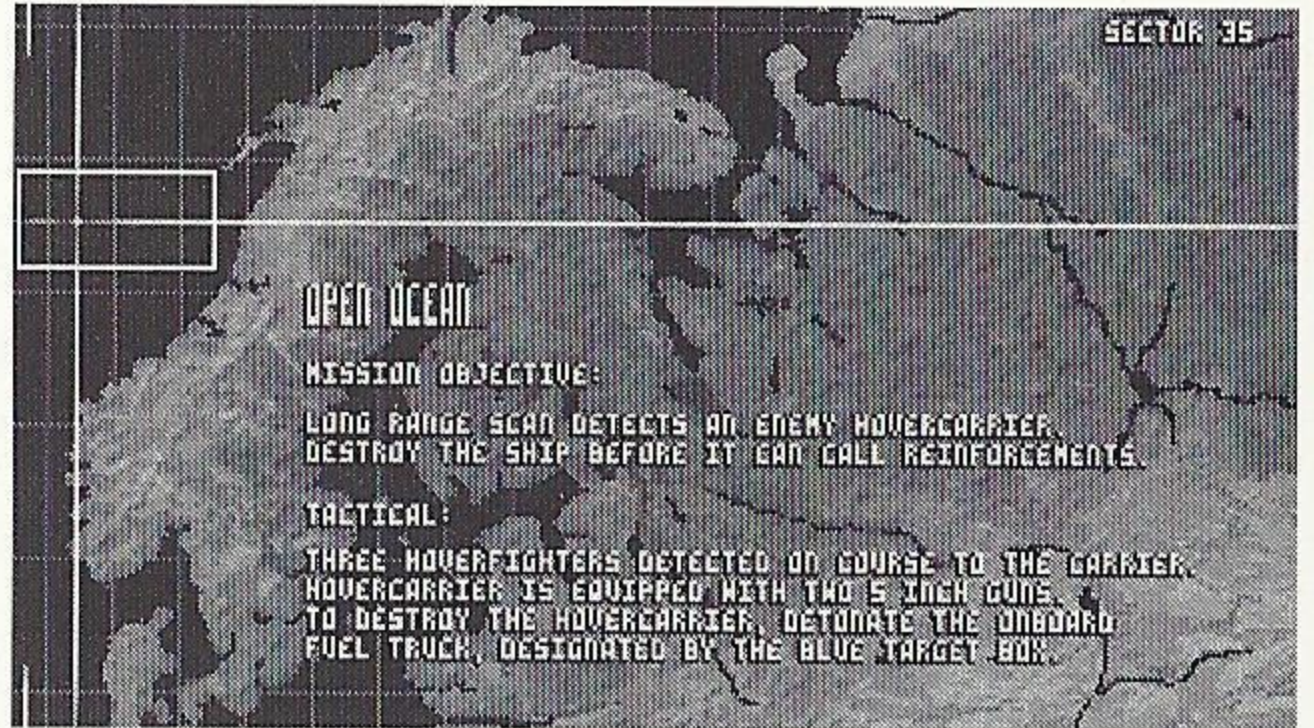 SECTOR 35
OPEN OCEAN
MISSION OBJECTIVE:
LONG RANGE SCAN DETECTS AN ENEMY HOVERCARRIER.
DESTROY THE SHIP BEFORE IT CAN CALL REINFORCEMENTS.
TACTICAL:
THREE HOVERFIGHTERS DETECTED ON COURSE TO THE CARRIER.
HOVERCARRIER IS EQUIPPED WITH TWO 5 INCH GUNS.
TO DESTROY THE HOVERCARRIER, DETONATE THE ONBOARD
FUEL TRUCK, DESIGNATED BY THE BLUE TARGET BOX.